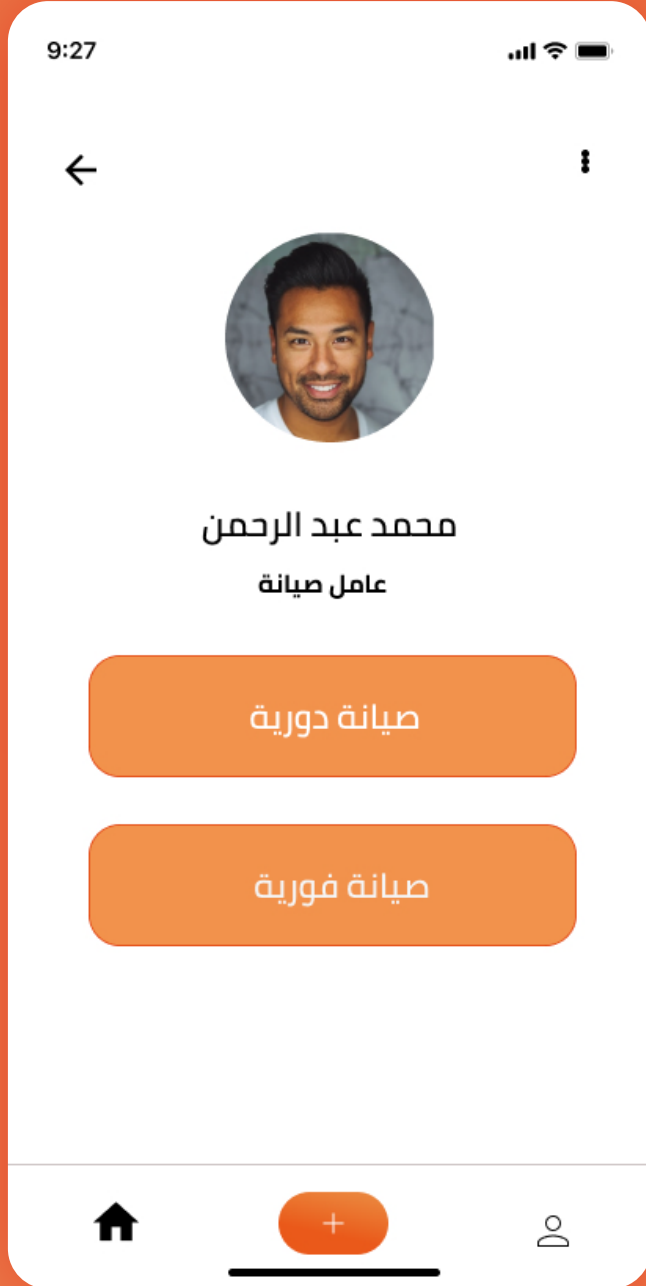 9:27
محمد عبد الرحمن
عامل صيانة
صيانة دورية
صيانة فورية
+